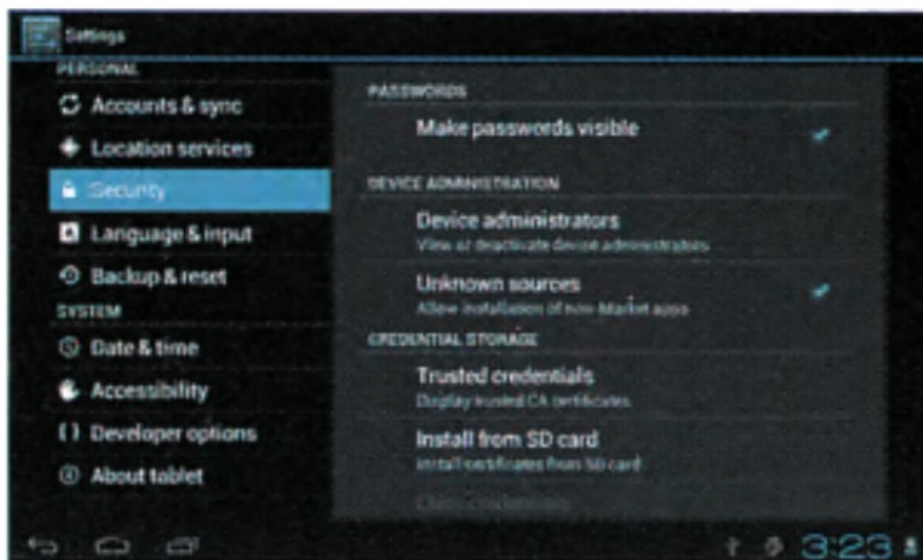 Settings
PERSONAL
Accounts & sync
Location services
Security
Language & input
Backup & reset
SYSTEM
Date & time
Accessibility
Developer options
About tablet
PASSWORDS
Make passwords visible
DEVICE ADMINISTRATION
Device administrators
View or deactivate device administrators
Unknown sources
Allow installation of non-Market apps
CREDENTIAL STORAGE
Trusted credentials
Display trusted CA certificates
Install from SD card
Install certificates from SD card
Clear credentials
3:23